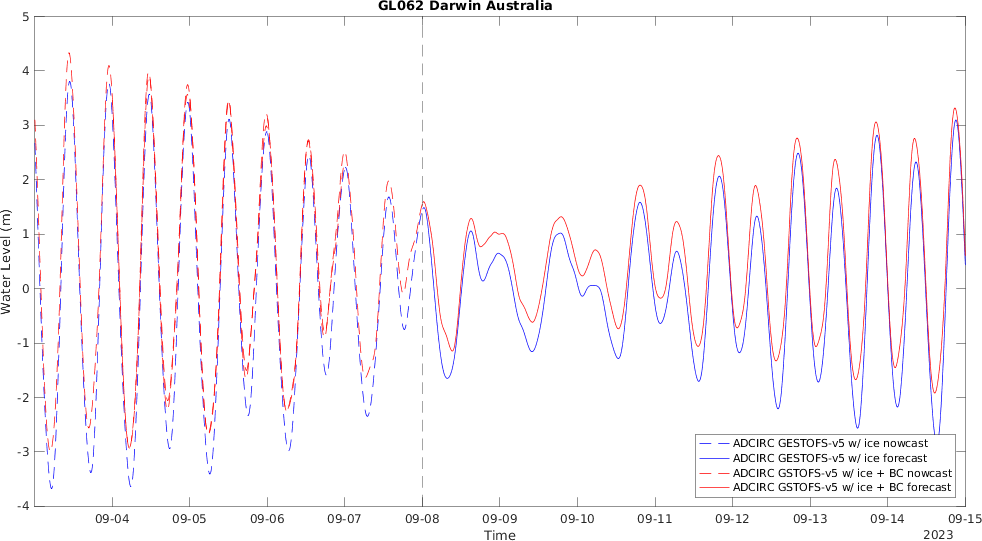 GL062 Darwin Australia
5
4
3
2
1
0
-1
-2
-3
-4
Water Level (m)
ADCIRC GESTOFS-v5 w/ ice nowcast
ADCIRC GESTOFS-v5 w/ ice forecast
ADCIRC GSTOFS-v5 w/ ice + BC nowcast
ADCIRC GSTOFS-v5 w/ ice + BC forecast
09-04 09-05 09-06 09-07 09-08 09-09 09-10 09-11 09-12 09-13 09-14 09-15
Time
2023